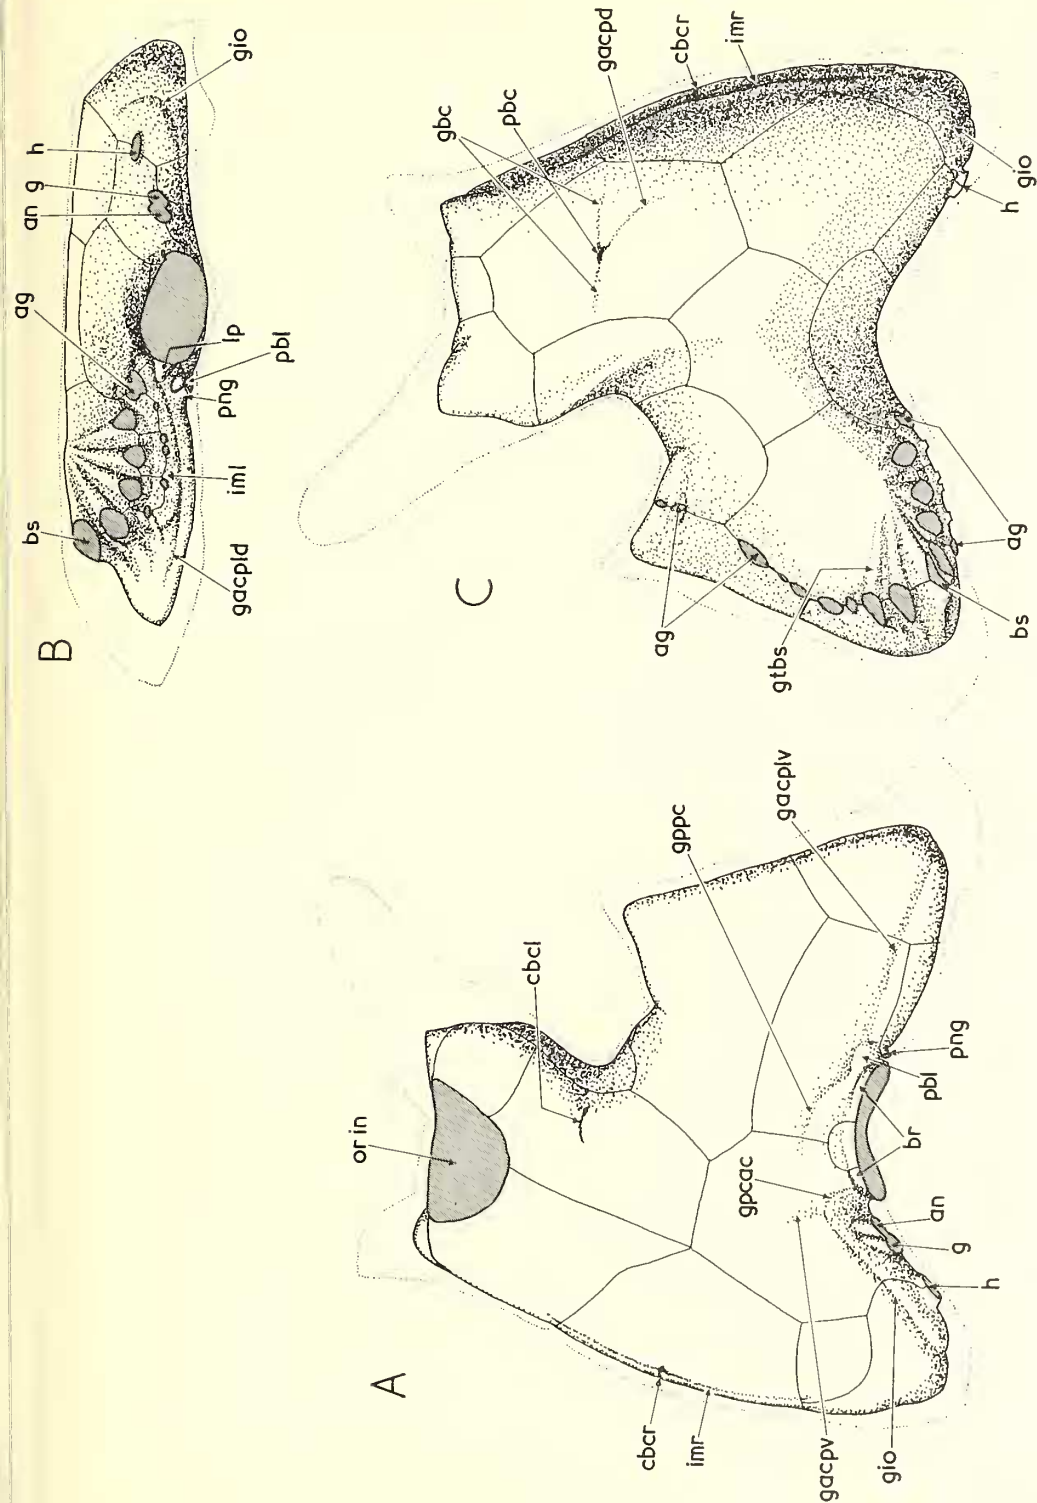 B
bs
ag
an
g
h
gacpld
iml
png
pbl
lp
gio
C
ag
gtbs
gbc
pbc
gacpd
cbcr
imr
bs
ag
h
gio
A
or in
cbcl
gppc
gacplv
cbcr
imr
gpcac
gacpv
gio
h
g
an
br
pbl
png